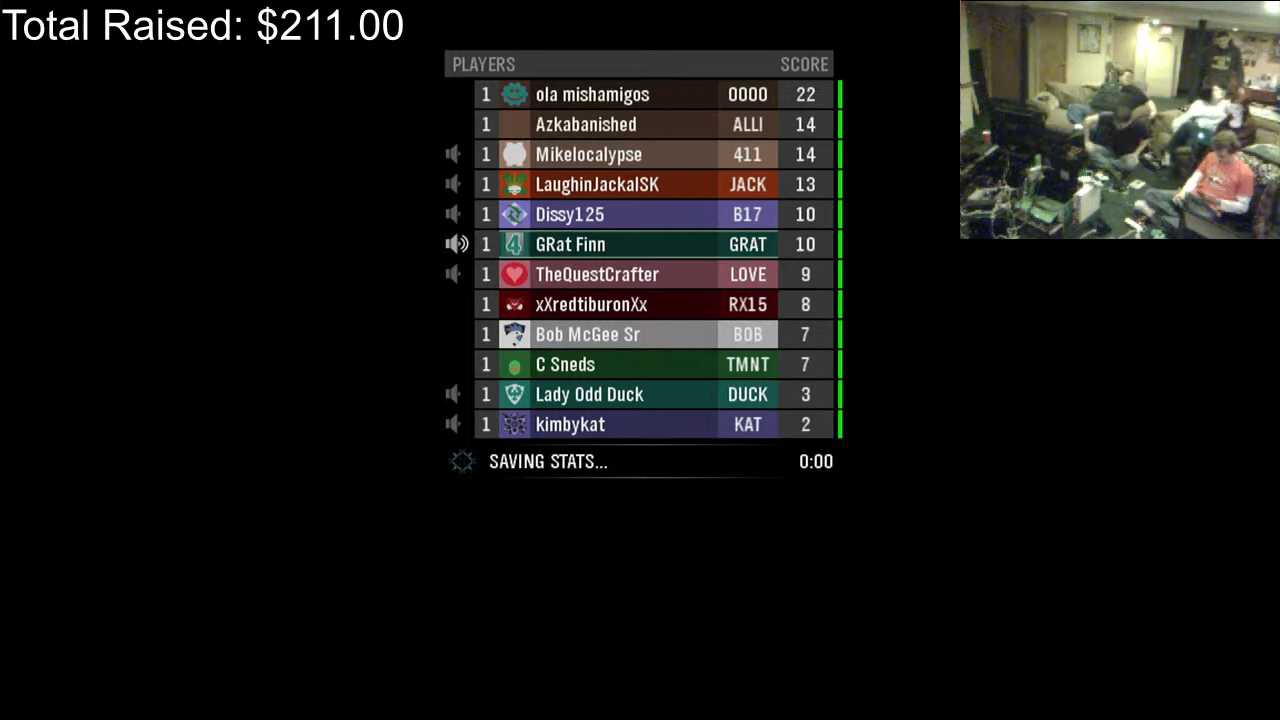 Total Raised: $211.00
PLAYERS SCORE
1 ola mishamigos 0000 22
1 Azkabanished ALLI 14
1 Mikelocalypse 411 14
1 LaughinJackalSK JACK 13
1 Dissy125 B17 10
1 4 GRat Finn GRAT 10
1 TheQuestCrafter LOVE 9
1 xXredtiburonXx RX15 8
1 Bob McGee Sr BOB 7
1 C Sneds TMNT 7
1 Lady Odd Duck DUCK 3
1 kimbykat KAT 2
SAVING STATS... 0:00